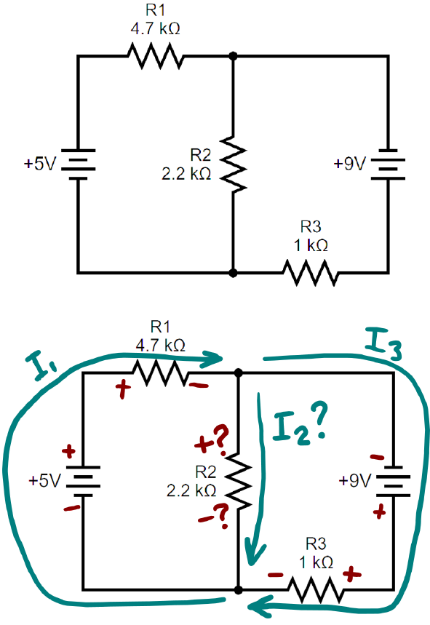 R1
4.7 kΩ
+5V
R2
2.2 kΩ
+9V
R3
1 kΩ
I₁
R1
4.7 kΩ
I₃
+ −
+
+5V
−
+?
R2
2.2 kΩ
−?
I₂?
−
+9V
+
R3
1 kΩ
− +